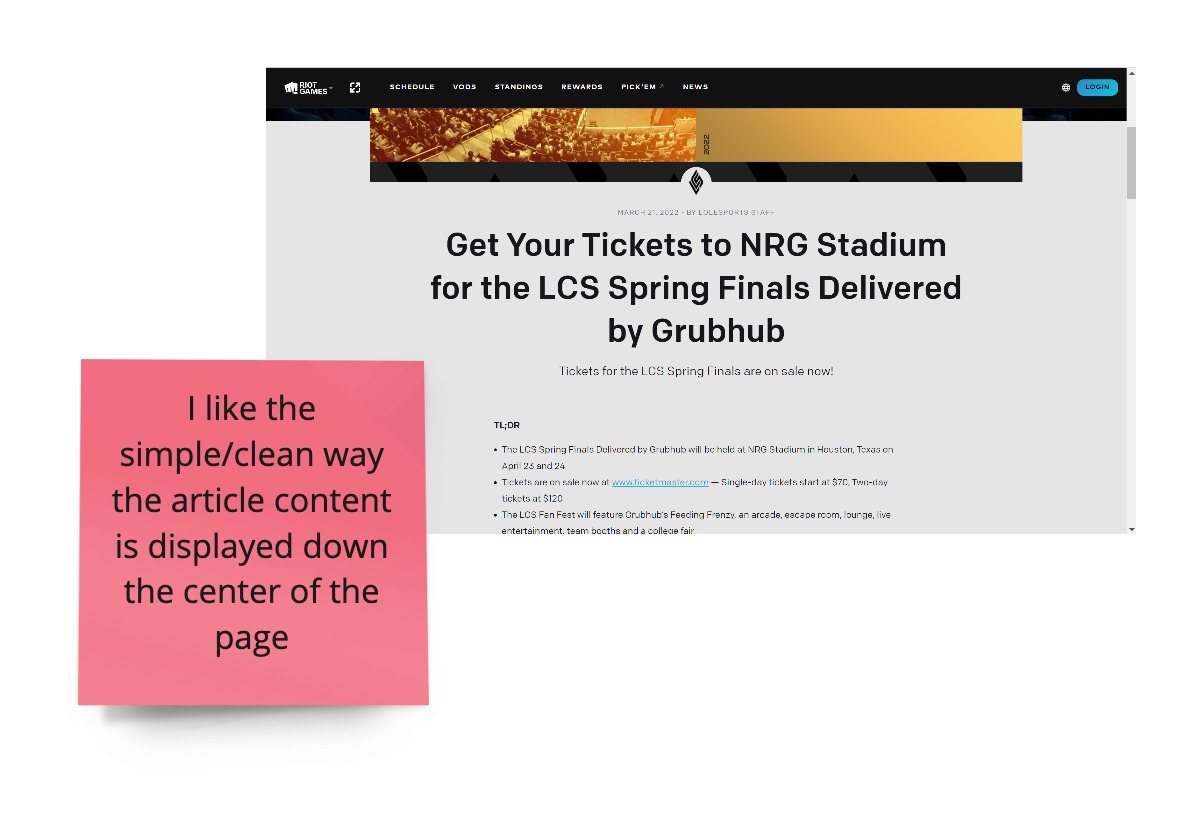 RIOT
GAMES
SCHEDULE VODS STANDINGS REWARDS PICK'EM NEWS
LOGIN
2022
MARCH 21, 2022 - BY LOLESPORTS STAFF
Get Your Tickets to NRG Stadium
for the LCS Spring Finals Delivered
by Grubhub
Tickets for the LCS Spring Finals are on sale now!
TL;DR
• The LCS Spring Finals Delivered by Grubhub will be held at NRG Stadium in Houston, Texas on
April 23 and 24
• Tickets are on sale now at www.ticketmaster.com — Single-day tickets start at $70, Two-day
tickets at $120
• The LCS Fan Fest will feature Grubhub's Feeding Frenzy, an arcade, escape room, lounge, live
entertainment, team booths and a college fair
I like the
simple/clean way
the article content
is displayed down
the center of the
page